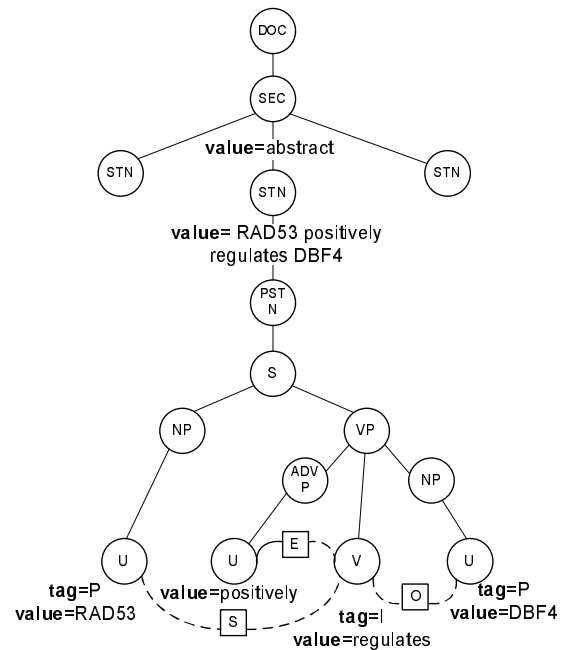 DOC
SEC
value=abstract
STN
STN
STN
value= RAD53 positively
regulates DBF4
PST
N
S
NP
VP
ADV
P
NP
U
U
E
V
U
tag=P
value=RAD53
value=positively
S
tag=I
value=regulates
O
tag=P
value=DBF4